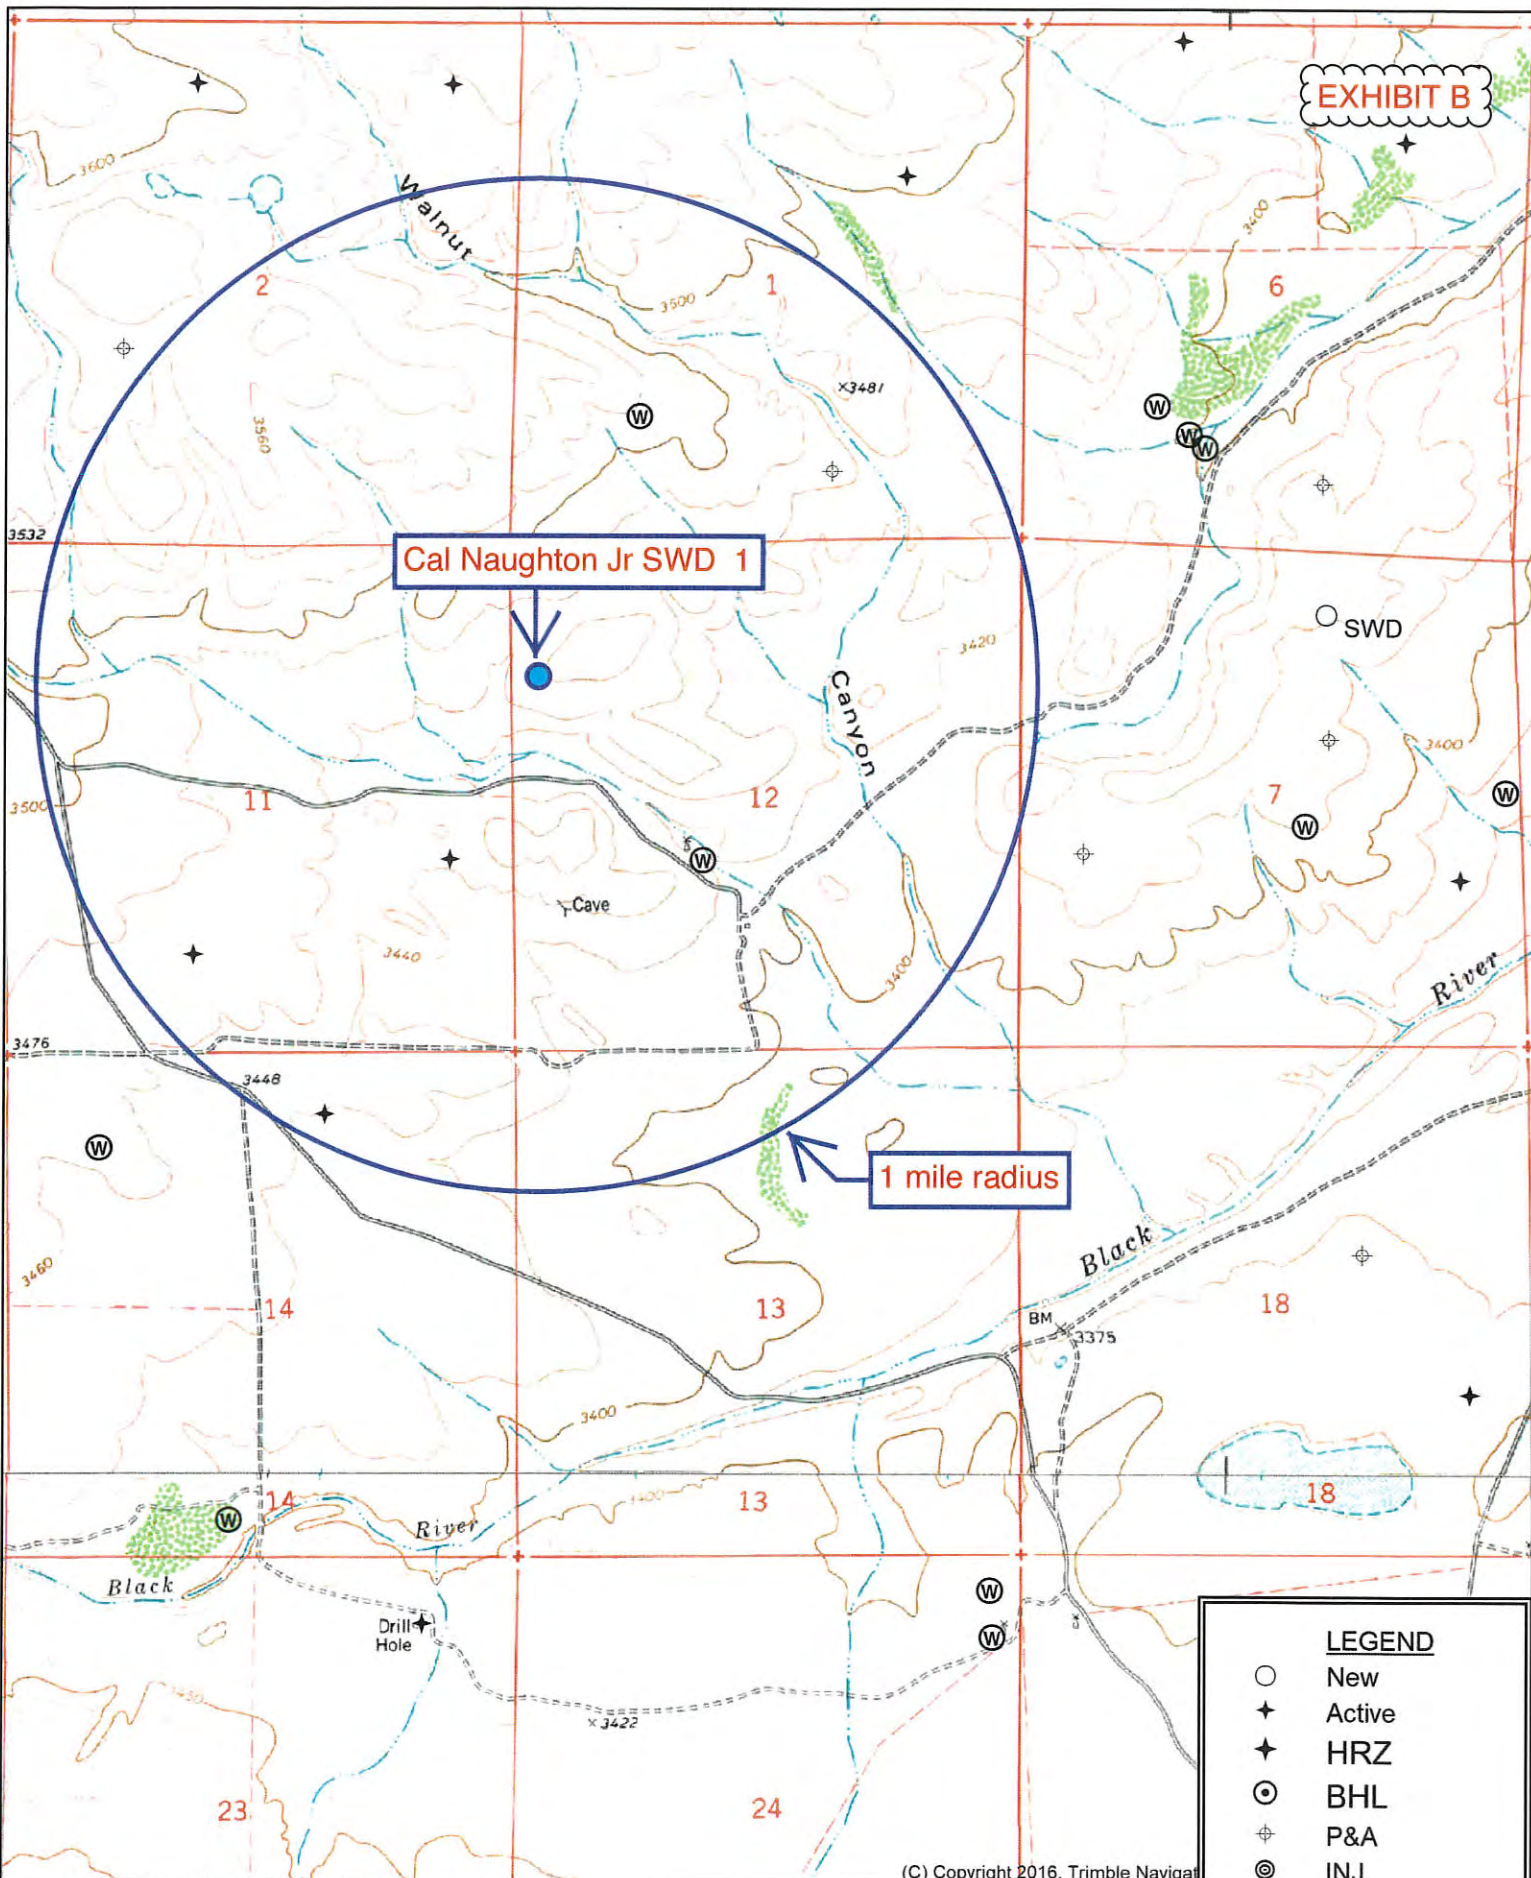 EXHIBIT B
3600
Walnut
3400
2
1
6
3500
3481
W
W
W
W
3560
3532
Cal Naughton Jr SWD 1
SWD
3420
Canyon
3400
3500
11
12
7
W
W
W
Cave
3440
3400
River
3476
3448
W
1 mile radius
Black
3460
14
13
18
BM
3375
3400
14
13
18
3400
W
River
Black
W
Drill
Hole
W
3422
23
24
LEGEND
New
Active
HRZ
BHL
P&A
INJ
(C) Copyright 2016, Trimble Navigat